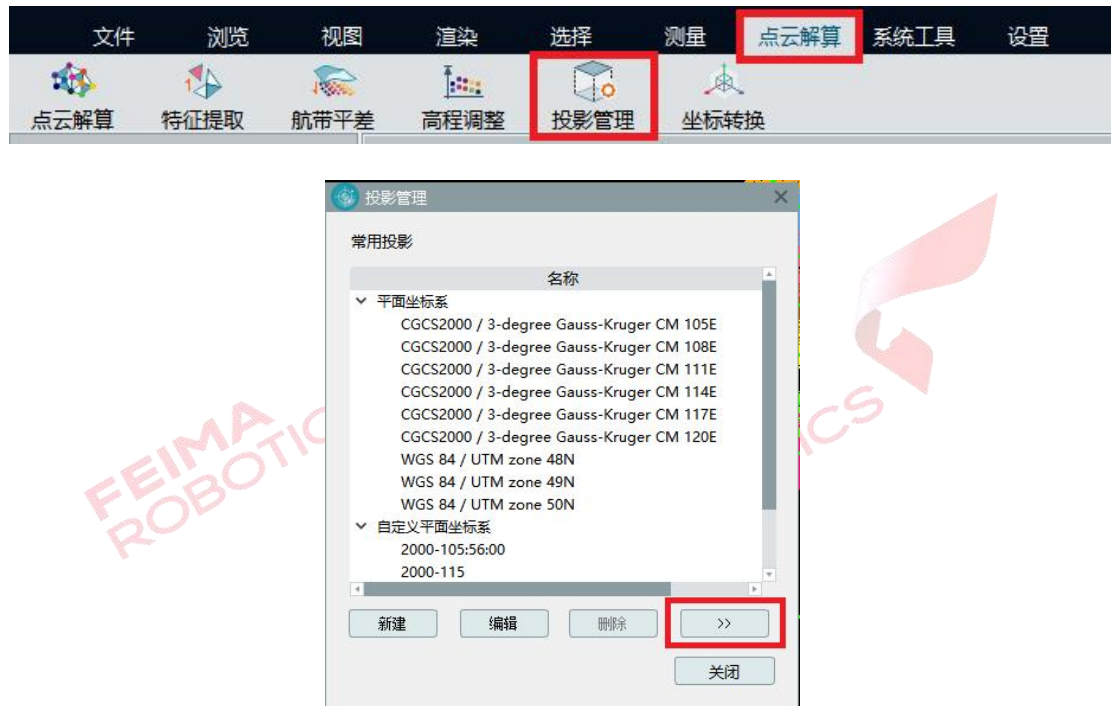 文件 浏览 视图 渲染 选择 测量 点云解算 系统工具 设置
点云解算 特征提取 航带平差 高程调整 投影管理 坐标转换
投影管理
常用投影
名称
平面坐标系
CGCS2000 / 3-degree Gauss-Kruger CM 105E
CGCS2000 / 3-degree Gauss-Kruger CM 108E
CGCS2000 / 3-degree Gauss-Kruger CM 111E
CGCS2000 / 3-degree Gauss-Kruger CM 114E
CGCS2000 / 3-degree Gauss-Kruger CM 117E
CGCS2000 / 3-degree Gauss-Kruger CM 120E
WGS 84 / UTM zone 48N
WGS 84 / UTM zone 49N
WGS 84 / UTM zone 50N
自定义平面坐标系
2000-105:56:00
2000-115
新建 编辑 删除 >>
关闭
FEIMA
ROBOTIC
ICS